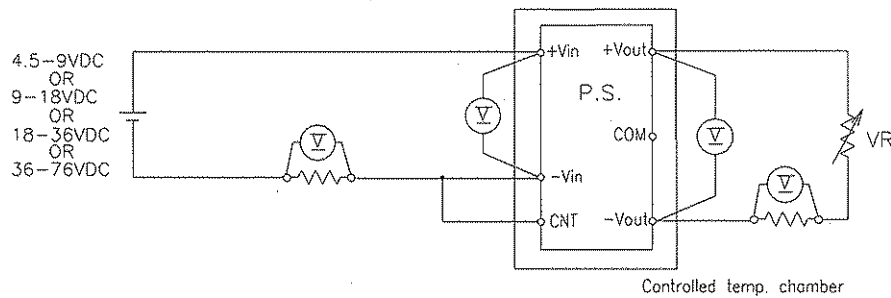 4.5-9VDC
OR
9-18VDC
OR
18-36VDC
OR
36-76VDC
V
V
+Vin
-Vin
CNT
P.S.
+Vout
COM
-Vout
V
V
VR
Controlled temp. chamber